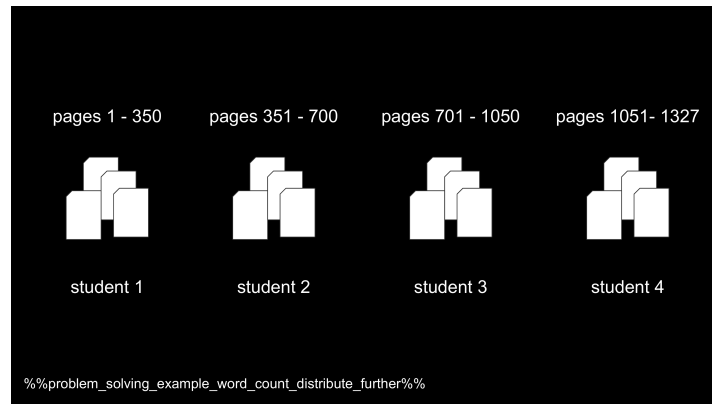 pages 1 - 350 pages 351 - 700 pages 701 - 1050 pages 1051- 1327
student 1 student 2 student 3 student 4
%%problem_solving_example_word_count_distribute_further%%